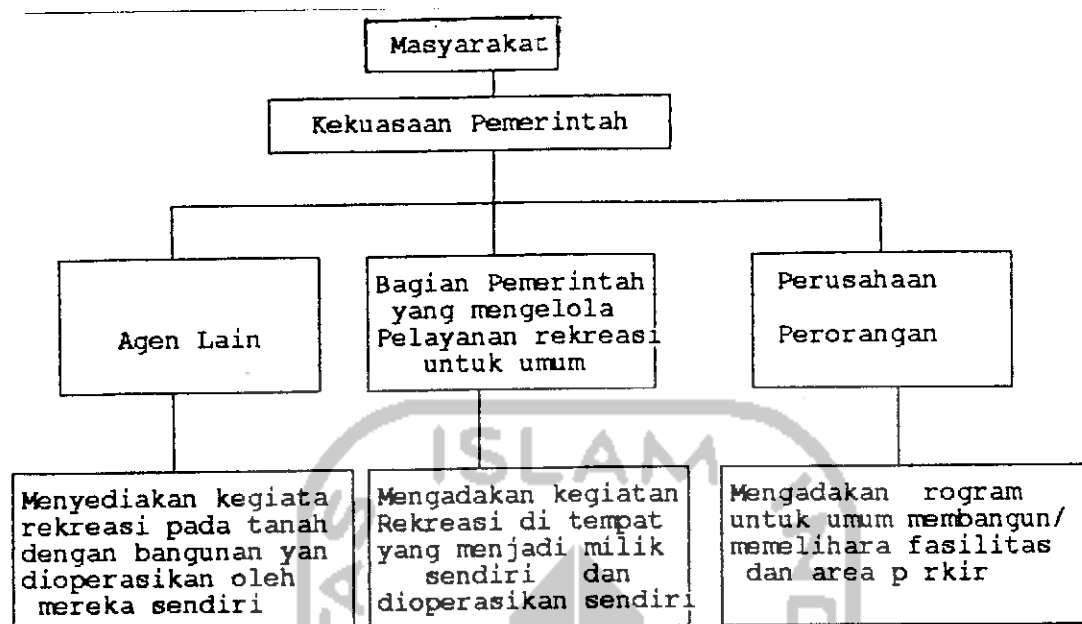 Masyarakat
Kekuasaan Pemerintah
Agen Lain
Bagian Pemerintah
yang mengelola
Pelayanan rekreasi
untuk umum
Perusahaan
Perorangan
Menyediakan kegiata
rekreasi pada tanah
dengan bangunan yan
dioperasikan oleh
mereka sendiri
Mengadakan kegiatan
Rekreasi di tempat
yang menjadi milik
sendiri dan
dioperasikan sendiri
Mengadakan rogram
untuk umum membangun/
memelihara fasilitas
dan area p rkir
ISLAM